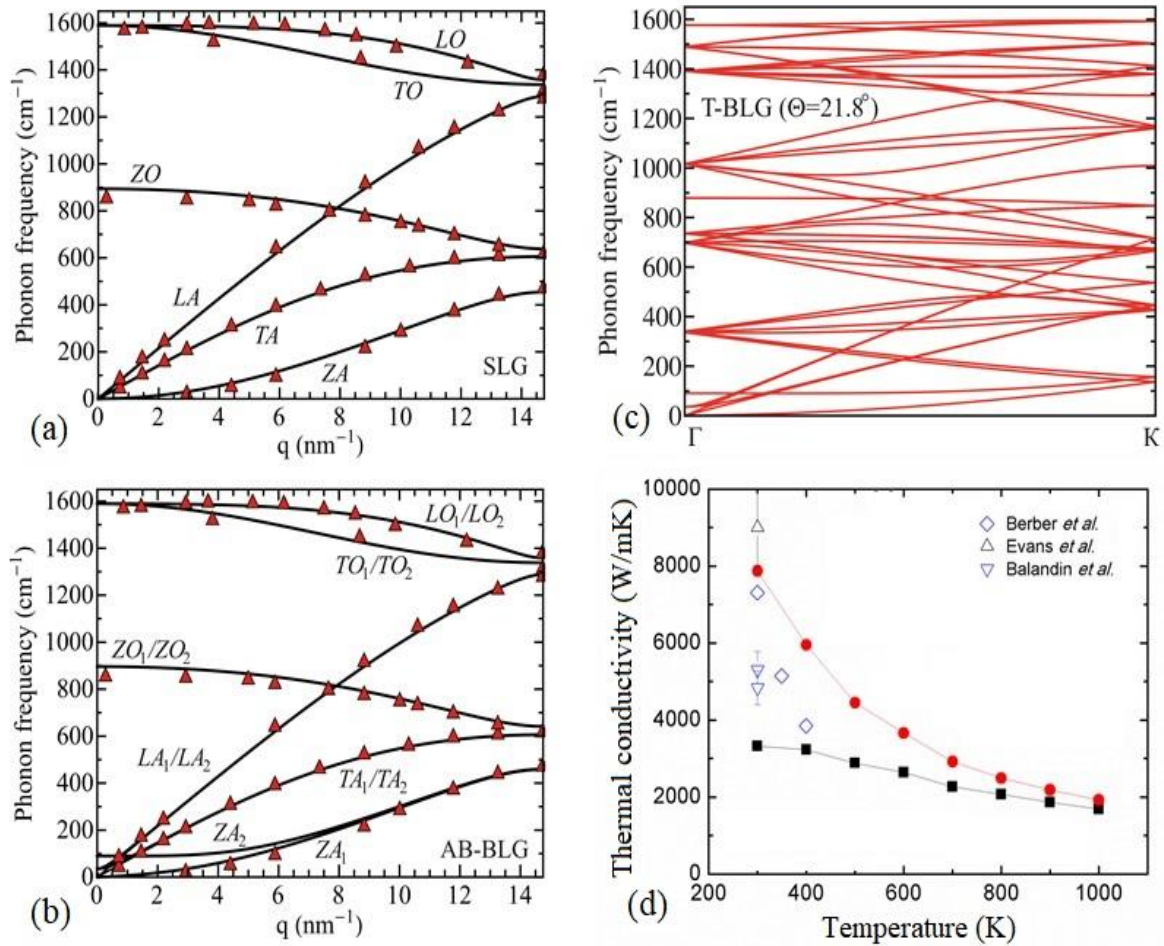 1600
1400
1200
1000
800
600
400
200
0
Phonon frequency (cm⁻¹)
LO
TO
ZO
LA
TA
ZA
SLG
0 2 4 6 8 10 12 14
q (nm⁻¹)
(a)
1600
1400
1200
1000
800
600
400
200
0
Phonon frequency (cm⁻¹)
T-BLG (Θ=21.8°)
Γ K
(c)
1600
1400
1200
1000
800
600
400
200
0
Phonon frequency (cm⁻¹)
LO₁/LO₂
TO₁/TO₂
ZO₁/ZO₂
LA₁/LA₂
TA₁/TA₂
ZA₂
ZA₁
AB-BLG
0 2 4 6 8 10 12 14
q (nm⁻¹)
(b)
10000
8000
6000
4000
2000
0
Thermal conductivity (W/mK)
Berber et al.
Evans et al.
Balandin et al.
200 400 600 800 1000
Temperature (K)
(d)